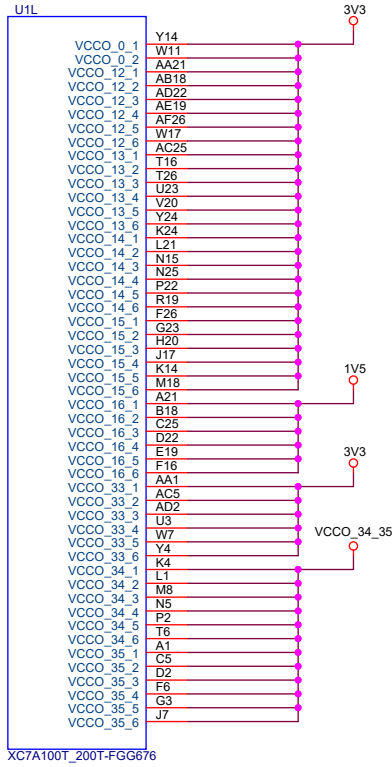 U1L
3V3
VCCO_0_1 Y14
VCCO_0_2 W11
VCCO_12_1 AA21
VCCO_12_2 AB18
VCCO_12_3 AD22
VCCO_12_4 AE19
VCCO_12_5 AF26
VCCO_12_6 W17
VCCO_13_1 AC25
VCCO_13_2 T16
VCCO_13_3 T26
VCCO_13_4 U23
VCCO_13_5 V20
VCCO_13_6 Y24
VCCO_14_1 K24
VCCO_14_2 L21
VCCO_14_3 N15
VCCO_14_4 N25
VCCO_14_5 P22
VCCO_14_6 R19
VCCO_15_1 F26
VCCO_15_2 G23
VCCO_15_3 H20
VCCO_15_4 J17
VCCO_15_5 K14
VCCO_15_6 M18
1V5
VCCO_16_1 A21
VCCO_16_2 B18
VCCO_16_3 C25
VCCO_16_4 D22
VCCO_16_5 E19
VCCO_16_6 F16
3V3
VCCO_33_1 AA1
VCCO_33_2 AC5
VCCO_33_3 AD2
VCCO_33_4 U3
VCCO_33_5 W7
VCCO_33_6 Y4
VCCO_34_35
VCCO_34_1 K4
VCCO_34_2 L1
VCCO_34_3 M8
VCCO_34_4 N5
VCCO_34_5 P2
VCCO_34_6 T6
VCCO_35_1 A1
VCCO_35_2 C5
VCCO_35_3 D2
VCCO_35_4 F6
VCCO_35_5 G3
VCCO_35_6 J7
XC7A100T_200T-FGG676